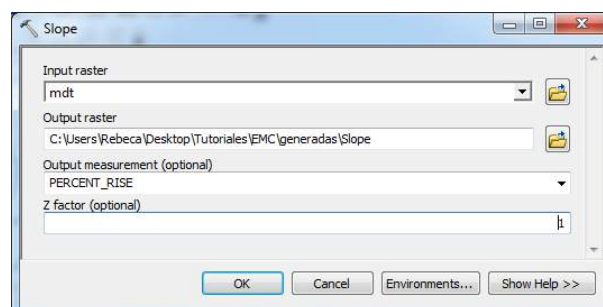 Slope
Input raster
mdt
Output raster
C:\Users\Rebeca\Desktop\Tutoriales\EMC\generadas\Slope
Output measurement (optional)
PERCENT_RISE
Z factor (optional)
1
OK Cancel Environments... Show Help >>